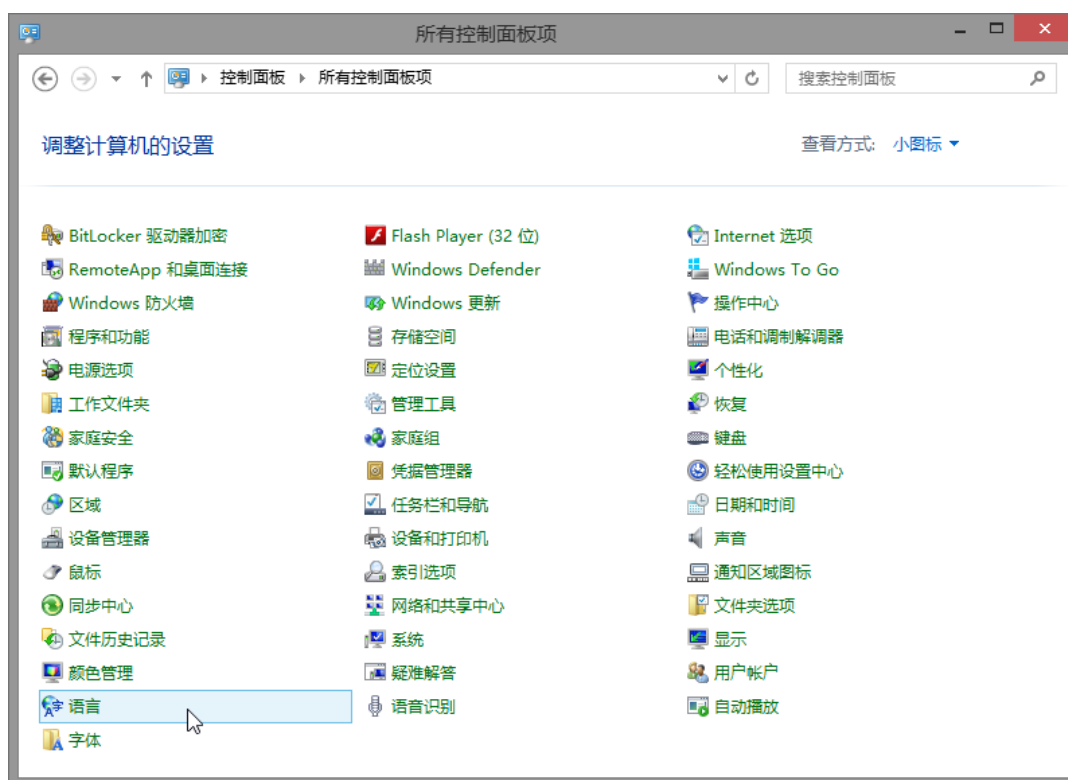 所有控制面板项
控制面板 所有控制面板项 搜索控制面板
调整计算机的设置 查看方式: 小图标
BitLocker 驱动器加密 Flash Player (32 位) Internet 选项
RemoteApp 和桌面连接 Windows Defender Windows To Go
Windows 防火墙 Windows 更新 操作中心
程序和功能 存储空间 电话和调制解调器
电源选项 定位设置 个性化
工作文件夹 管理工具 恢复
家庭安全 家庭组 键盘
默认程序 凭据管理器 轻松使用设置中心
区域 任务栏和导航 日期和时间
设备管理器 设备和打印机 声音
鼠标 索引选项 通知区域图标
同步中心 网络和共享中心 文件夹选项
文件历史记录 系统 显示
颜色管理 疑难解答 用户帐户
语言 语音识别 自动播放
字体